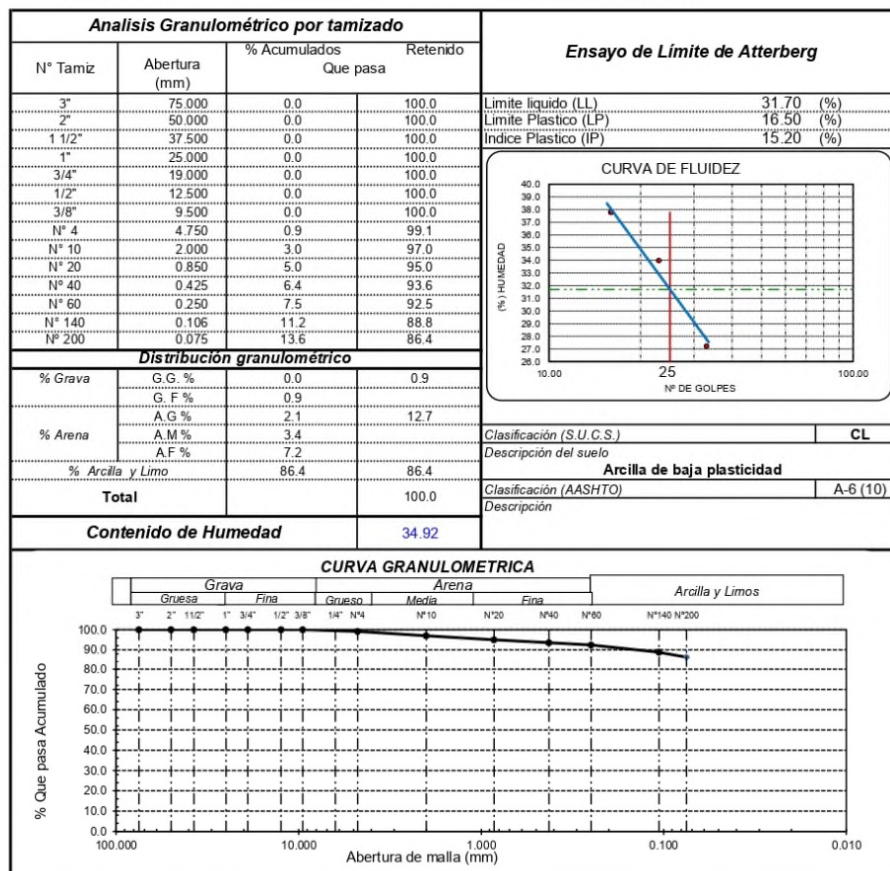 Analisis Granulométrico por tamizado
N° Tamiz Abertura (mm) % Acumulados Retenido
Que pasa
3" 75.000 0.0 100.0
2" 50.000 0.0 100.0
1 1/2" 37.500 0.0 100.0
1" 25.000 0.0 100.0
3/4" 19.000 0.0 100.0
1/2" 12.500 0.0 100.0
3/8" 9.500 0.0 100.0
N° 4 4.750 0.9 99.1
N° 10 2.000 3.0 97.0
N° 20 0.850 5.0 95.0
N° 40 0.425 6.4 93.6
N° 60 0.250 7.5 92.5
N° 140 0.106 11.2 88.8
Nº 200 0.075 13.6 86.4
Distribución granulométrico
% Grava G.G. % 0.0 0.9
G. F % 0.9
% Arena A.G % 2.1 12.7
A.M % 3.4
A.F % 7.2
% Arcilla y Limo 86.4 86.4
Total 100.0
Contenido de Humedad 34.92
Ensayo de Límite de Atterberg
Limite liquido (LL) 31.70 (%)
Limite Plastico (LP) 16.50 (%)
Indice Plastico (IP) 15.20 (%)
CURVA DE FLUIDEZ
(%) HUMEDAD
40.0
39.0
38.0
37.0
36.0
35.0
34.0
33.0
32.0
31.0
30.0
29.0
28.0
27.0
26.0
10.00 25 100.00
Nº DE GOLPES
Clasificación (S.U.C.S.) CL
Descripción del suelo
Arcilla de baja plasticidad
Clasificación (AASHTO) A-6 (10)
Descripción
CURVA GRANULOMETRICA
Grava Arena Arcilla y Limos
Gruesa Fina Grueso Media Fina
3" 2" 11/2" 1" 3/4" 1/2" 3/8" 1/4" Nº4 Nº10 Nº20 Nº40 Nº60 Nº140 Nº200
% Que pasa Acumulado
100.0
90.0
80.0
70.0
60.0
50.0
40.0
30.0
20.0
10.0
0.0
100.000 10.000 1.000 0.100 0.010
Abertura de malla (mm)